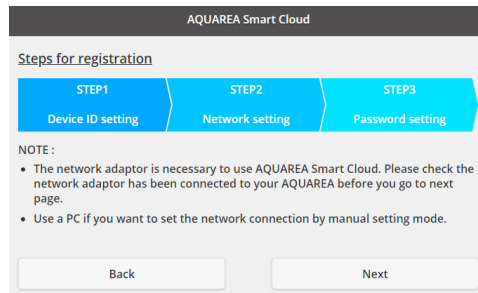 AQUAREA Smart Cloud
Steps for registration
STEP1
Device ID setting
STEP2
Network setting
STEP3
Password setting
NOTE :
• The network adaptor is necessary to use AQUAREA Smart Cloud. Please check the
network adaptor has been connected to your AQUAREA before you go to next
page.
• Use a PC if you want to set the network connection by manual setting mode.
Back
Next